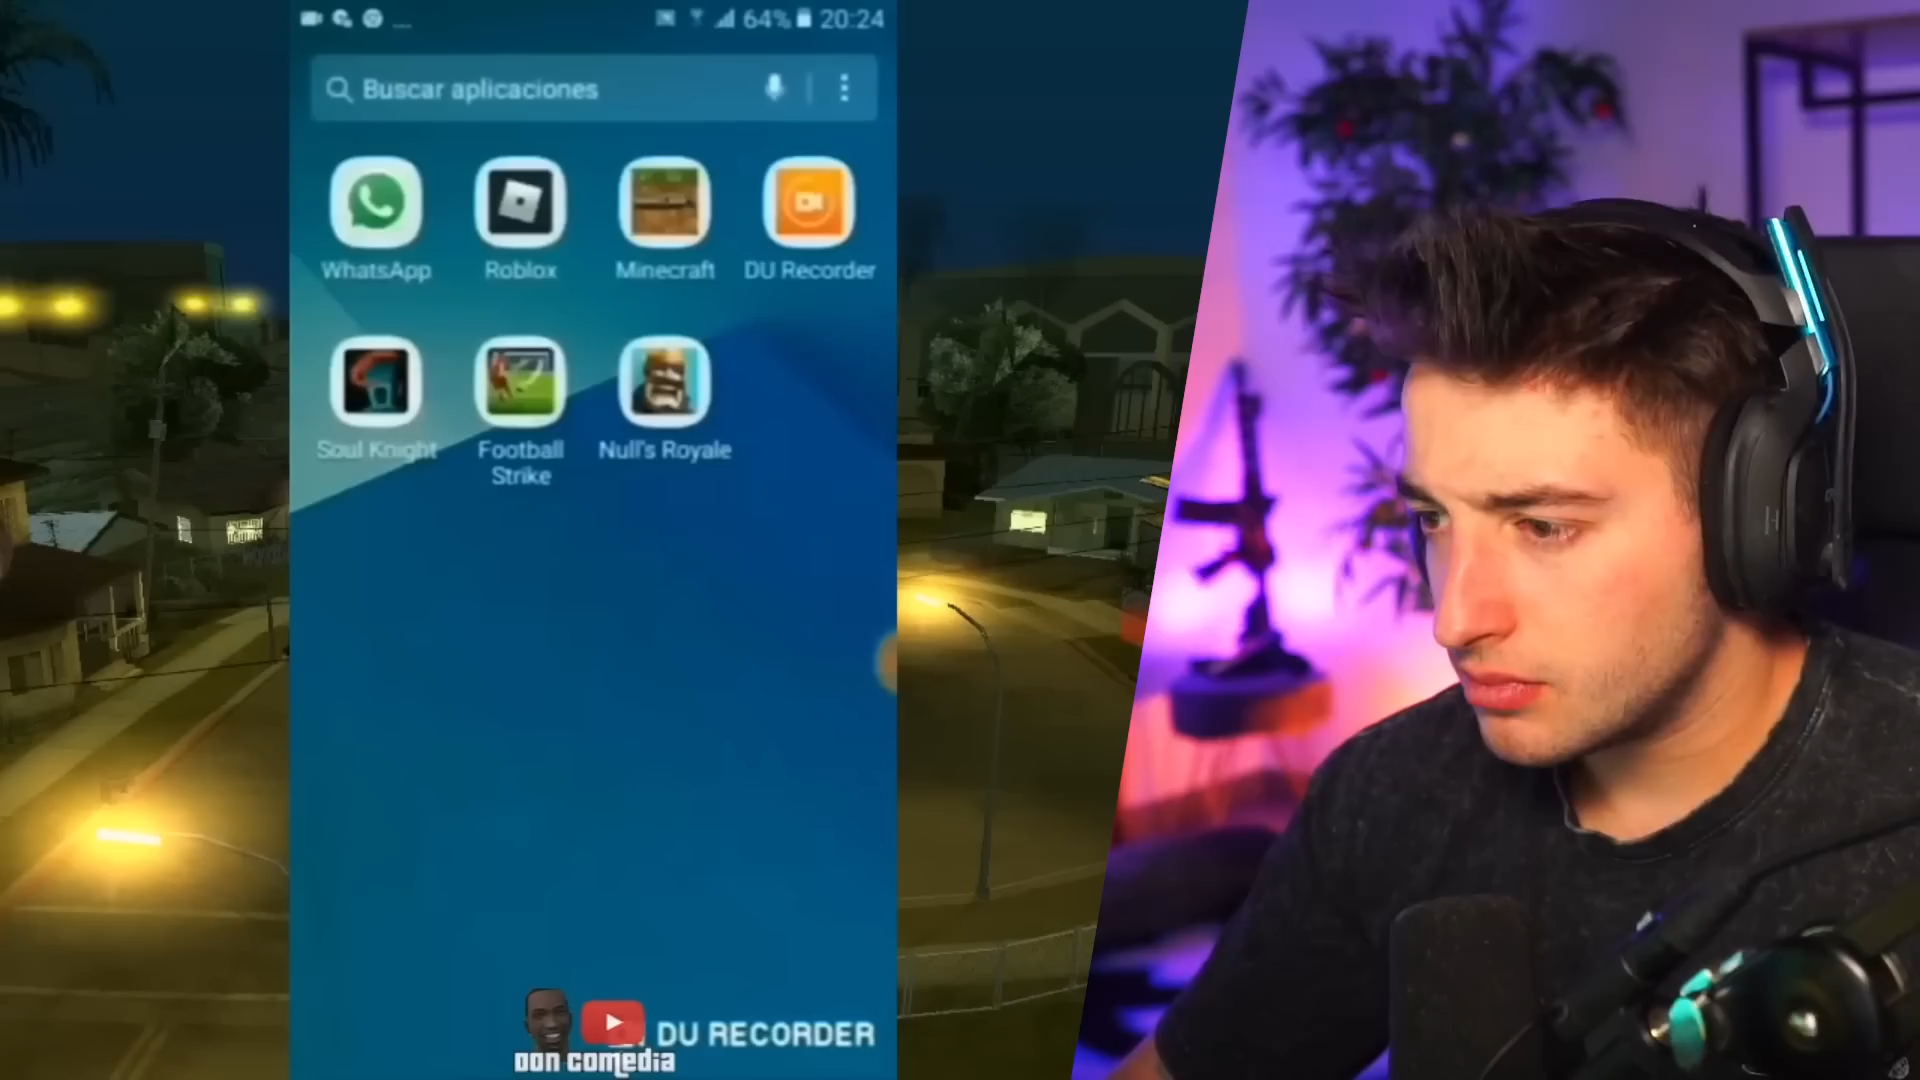 64% 20:24
Buscar aplicaciones
WhatsApp Roblox Minecraft DU Recorder
Soul Knight Football Strike Null's Royale
DU RECORDER
DON COMEDIA